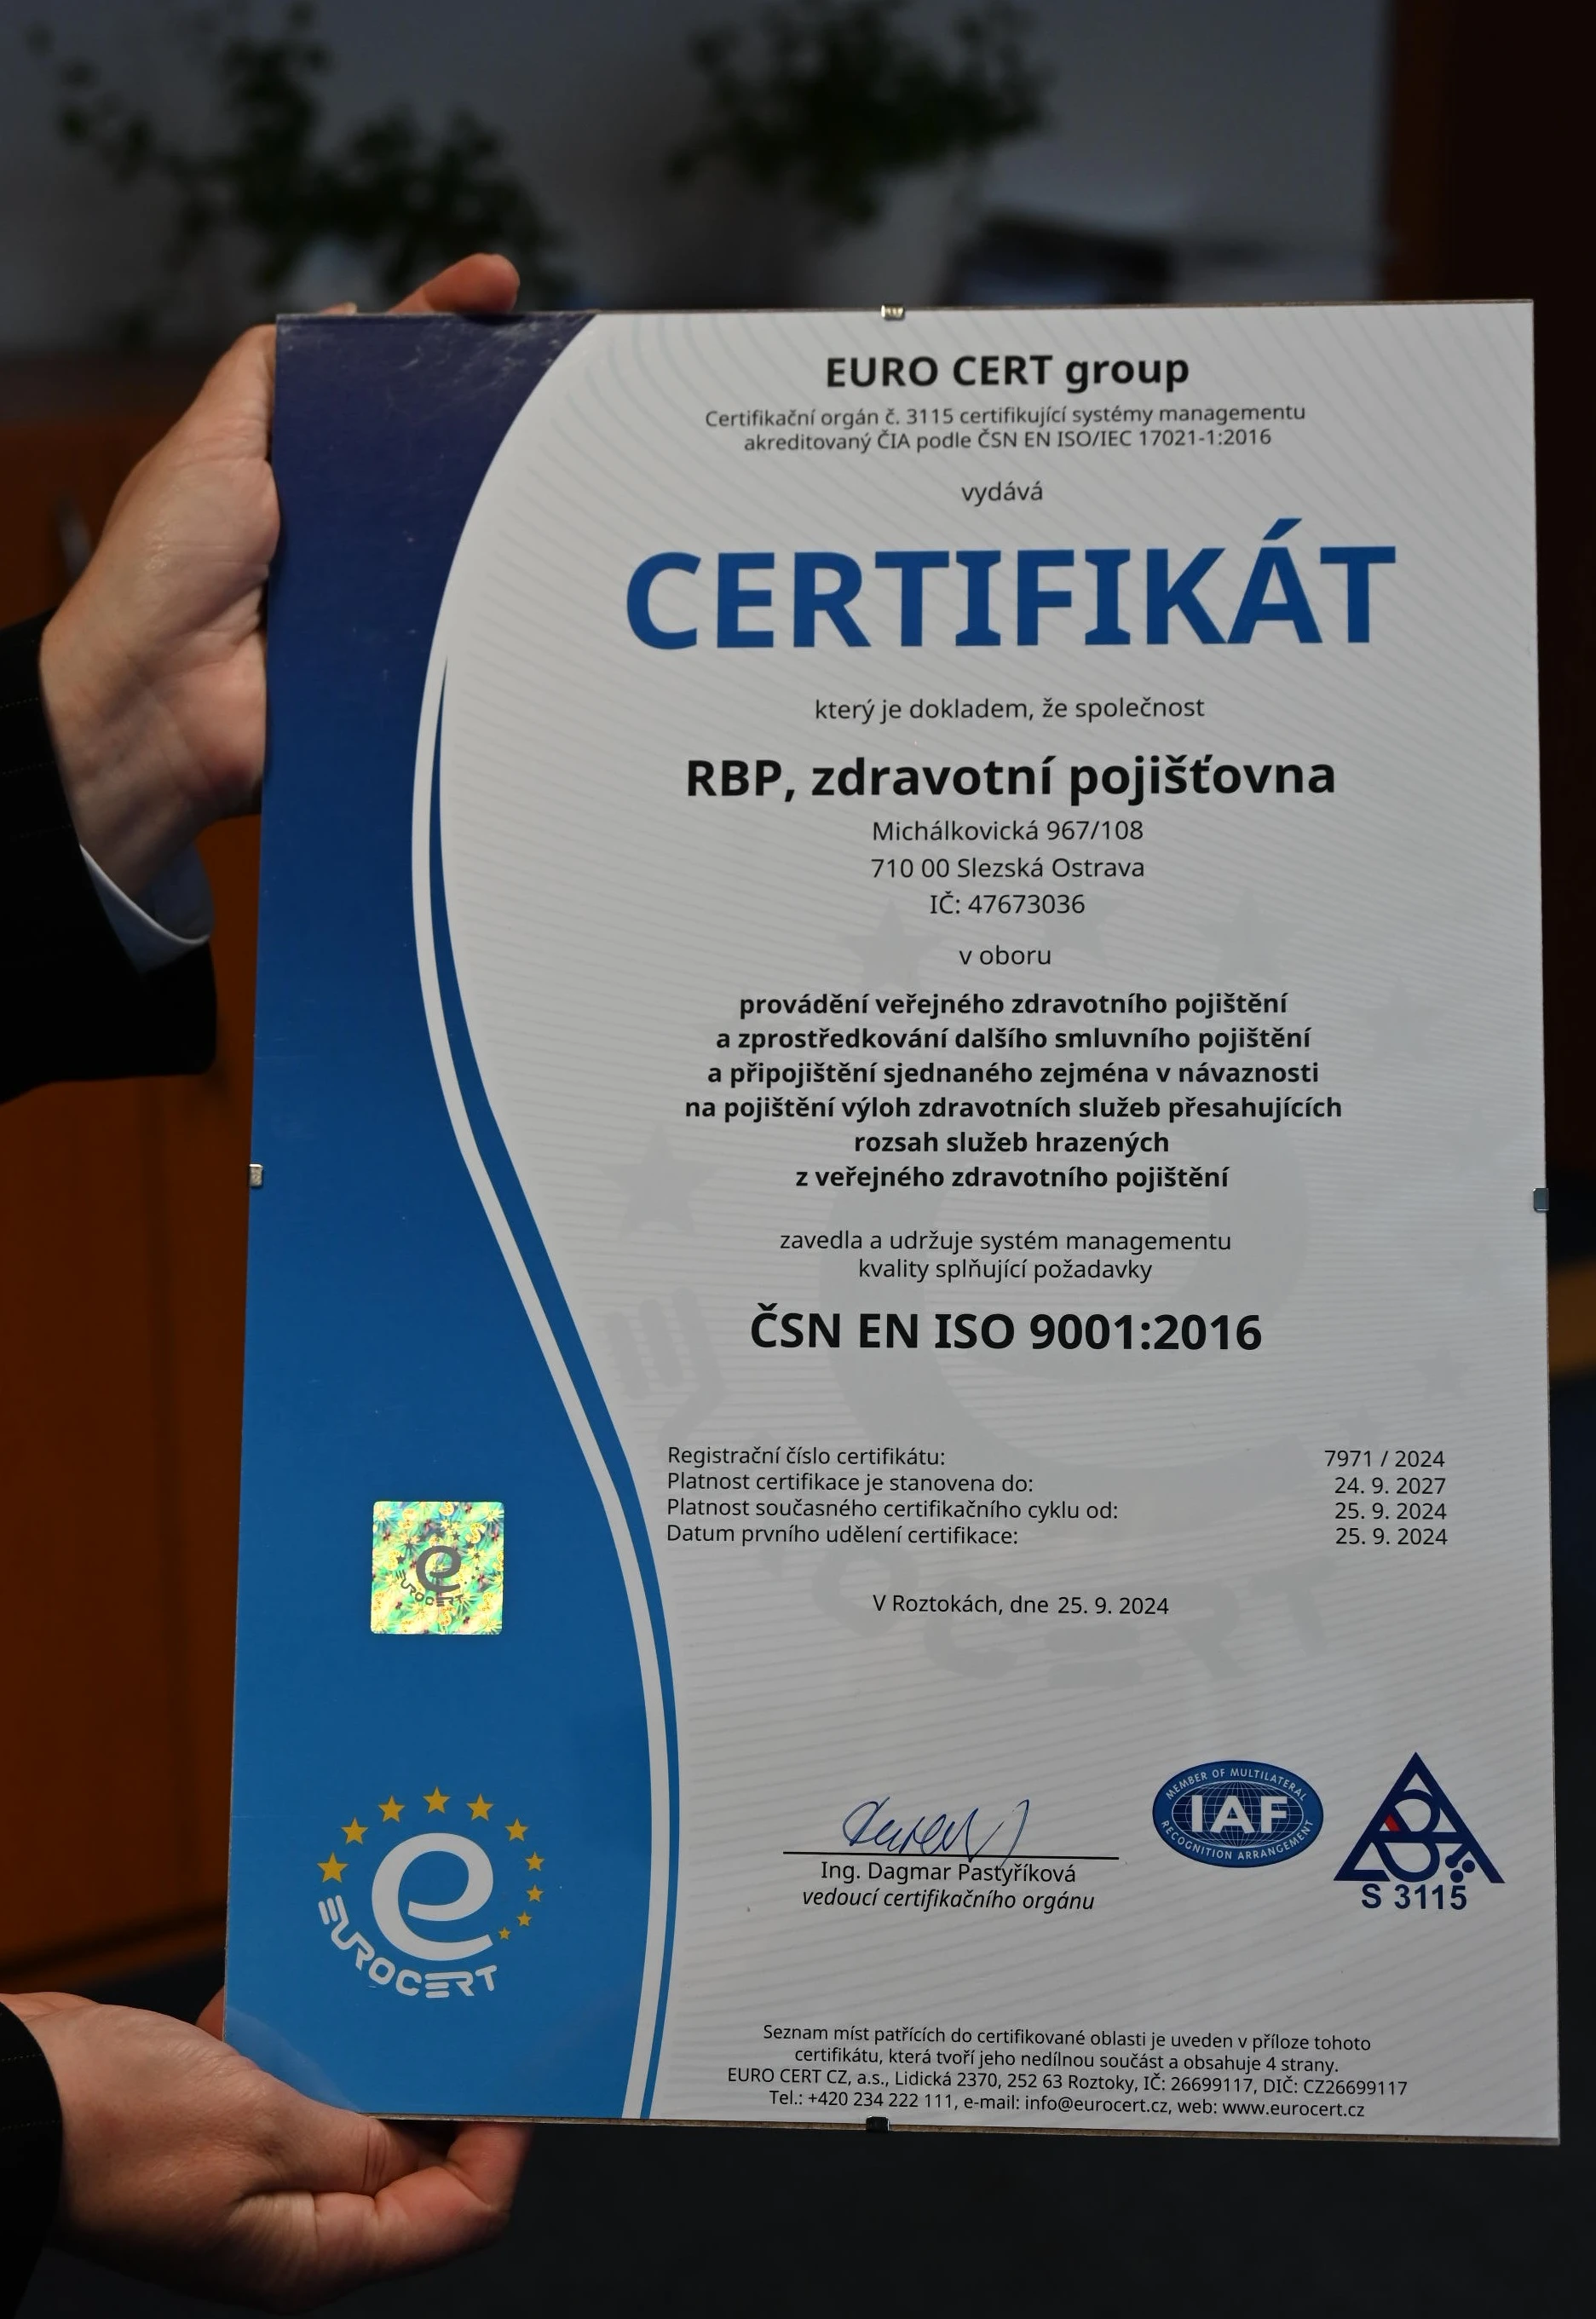 EURO CERT group
Certifikační orgán č. 3115 certifikující systémy managementu
akreditovaný ČIA podle ČSN EN ISO/IEC 17021-1:2016
vydává
CERTIFIKÁT
který je dokladem, že společnost
RBP, zdravotní pojišťovna
Michálkovická 967/108
710 00 Slezská Ostrava
IČ: 47673036
v oboru
provádění veřejného zdravotního pojištění
a zprostředkování dalšího smluvního pojištění
a připojištění sjednaného zejména v návaznosti
na pojištění výloh zdravotních služeb přesahujících
rozsah služeb hrazených
z veřejného zdravotního pojištění
zavedla a udržuje systém managementu
kvality splňující požadavky
ČSN EN ISO 9001:2016
Registrační číslo certifikátu: 7971 / 2024
Platnost certifikace je stanovena do: 24. 9. 2027
Platnost současného certifikačního cyklu od: 25. 9. 2024
Datum prvního udělení certifikace: 25. 9. 2024
V Roztokách, dne 25. 9. 2024
e
EUROCERT
Ing. Dagmar Pastyříková
vedoucí certifikačního orgánu
MEMBER OF MULTILATERAL
IAF
RECOGNITION ARRANGEMENT
S 3115
e
EUROCERT
Seznam míst patřících do certifikované oblasti je uveden v příloze tohoto
certifikátu, která tvoří jeho nedílnou součást a obsahuje 4 strany.
EURO CERT CZ, a.s., Lidická 2370, 252 63 Roztoky, IČ: 26699117, DIČ: CZ26699117
Tel.: +420 234 222 111, e-mail: info@eurocert.cz, web: www.eurocert.cz